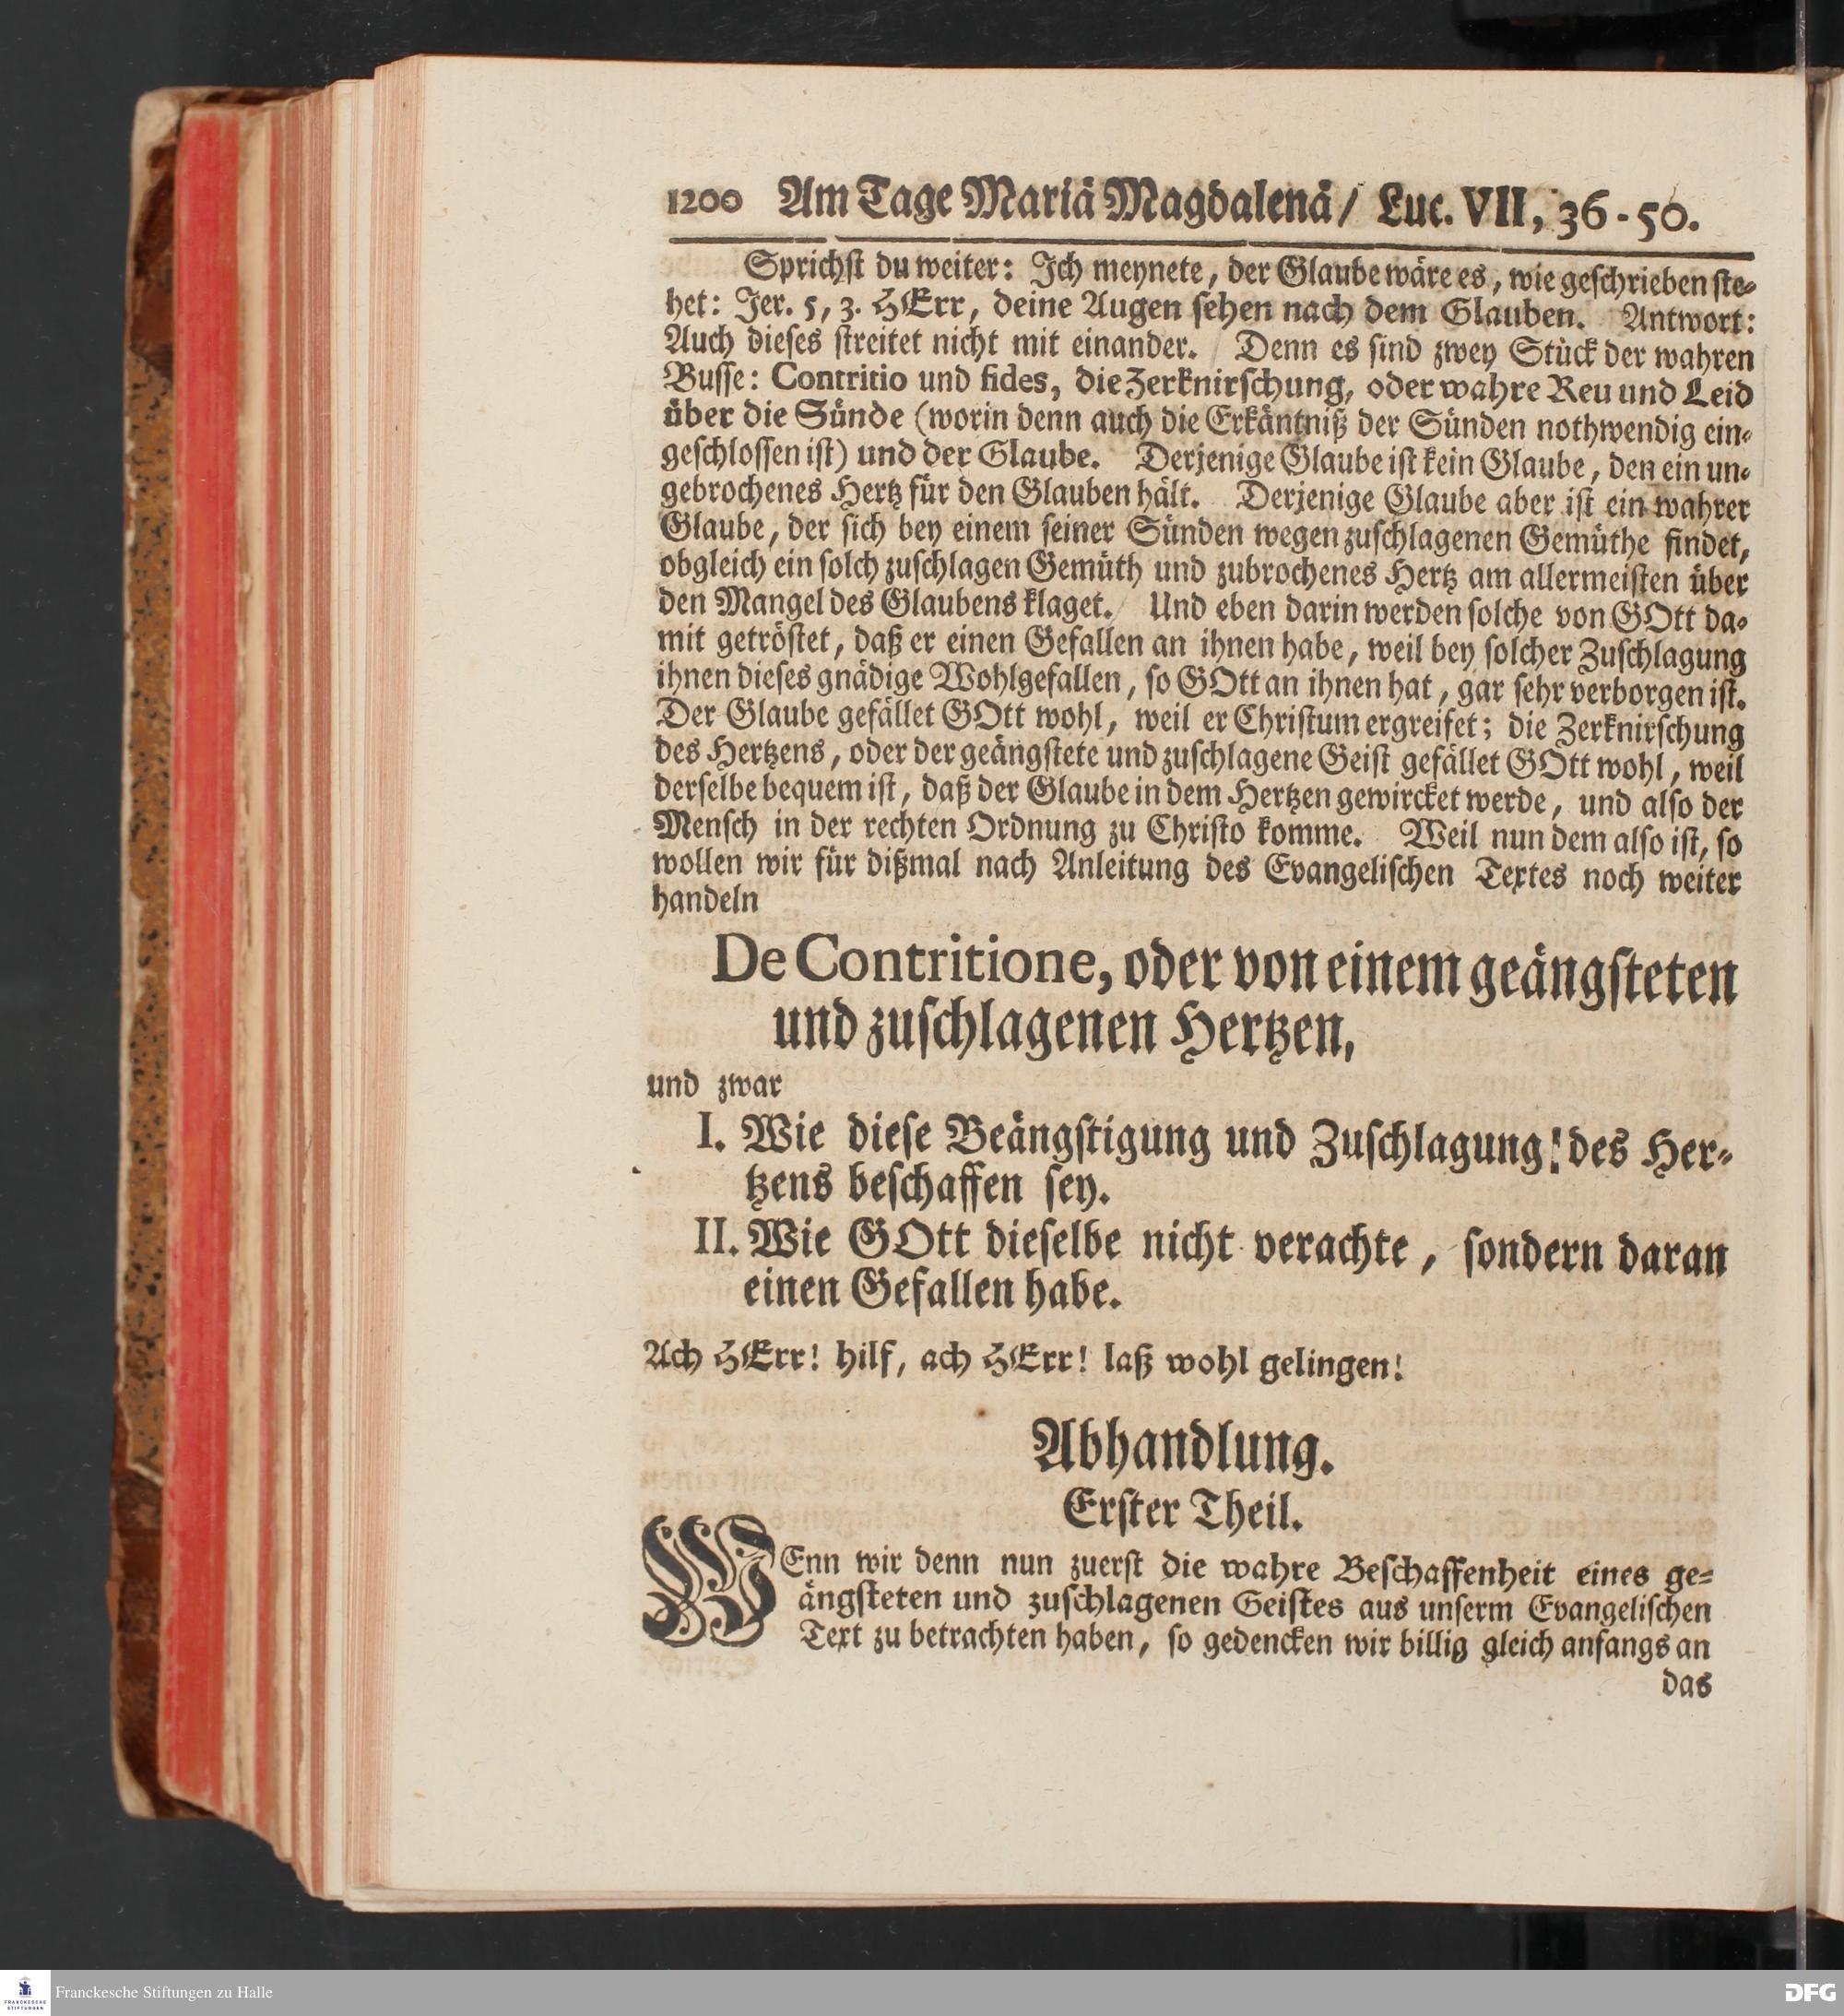 1200 Am Tage Mariä Magdalenä/ Luc. VII, 36-50.
Sprichst du weiter: Ich meynete, der Glaube wäre es, wie geschrieben ste-
het: Jer. 5, 3. HErr, deine Augen sehen nach dem Glauben. Antwort:
Auch dieses streitet nicht mit einander. Denn es sind zwey Stück der wahren
Busse: Contritio und fides, die Zerknirschung, oder wahre Reu und Leid
über die Sünde (worin denn auch die Erkäntniß der Sünden nothwendig ein-
geschlossen ist) und der Glaube. Derjenige Glaube ist kein Glaube, den ein un-
gebrochenes Hertz für den Glauben hält. Derjenige Glaube aber ist ein wahrer
Glaube, der sich bey einem seiner Sünden wegen zuschlagenen Gemüthe findet,
obgleich ein solch zuschlagen Gemüth und zubrochenes Hertz am allermeisten über
den Mangel des Glaubens klaget. Und eben darin werden solche von GOtt da-
mit getröstet, daß er einen Gefallen an ihnen habe, weil bey solcher Zuschlagung
ihnen dieses gnädige Wohlgefallen, so GOtt an ihnen hat, gar sehr verborgen ist.
Der Glaube gefället GOtt wohl, weil er Christum ergreifet; die Zerknirschung
des Hertzens, oder der geängstete und zuschlagene Geist gefället GOtt wohl, weil
derselbe bequem ist, daß der Glaube in dem Hertzen gewircket werde, und also der
Mensch in der rechten Ordnung zu Christo komme. Weil nun dem also ist, so
wollen wir für dißmal nach Anleitung des Evangelischen Textes noch weiter
handeln
De Contritione, oder von einem geängsteten
und zuschlagenen Hertzen,
und zwar
I. Wie diese Beängstigung und Zuschlagung! des Her-
tzens beschaffen sey.
II. Wie GOtt dieselbe nicht verachte, sondern daran
einen Gefallen habe.
Ach HErr! hilf, ach HErr! laß wohl gelingen!
Abhandlung.
Erster Theil.
WEnn wir denn nun zuerst die wahre Beschaffenheit eines ge-
ängsteten und zuschlagenen Geistes aus unserm Evangelischen
Text zu betrachten haben, so gedencken wir billig gleich anfangs an
das
FRANCKESCHE
STIFTUNGEN
Franckesche Stiftungen zu Halle
DFG